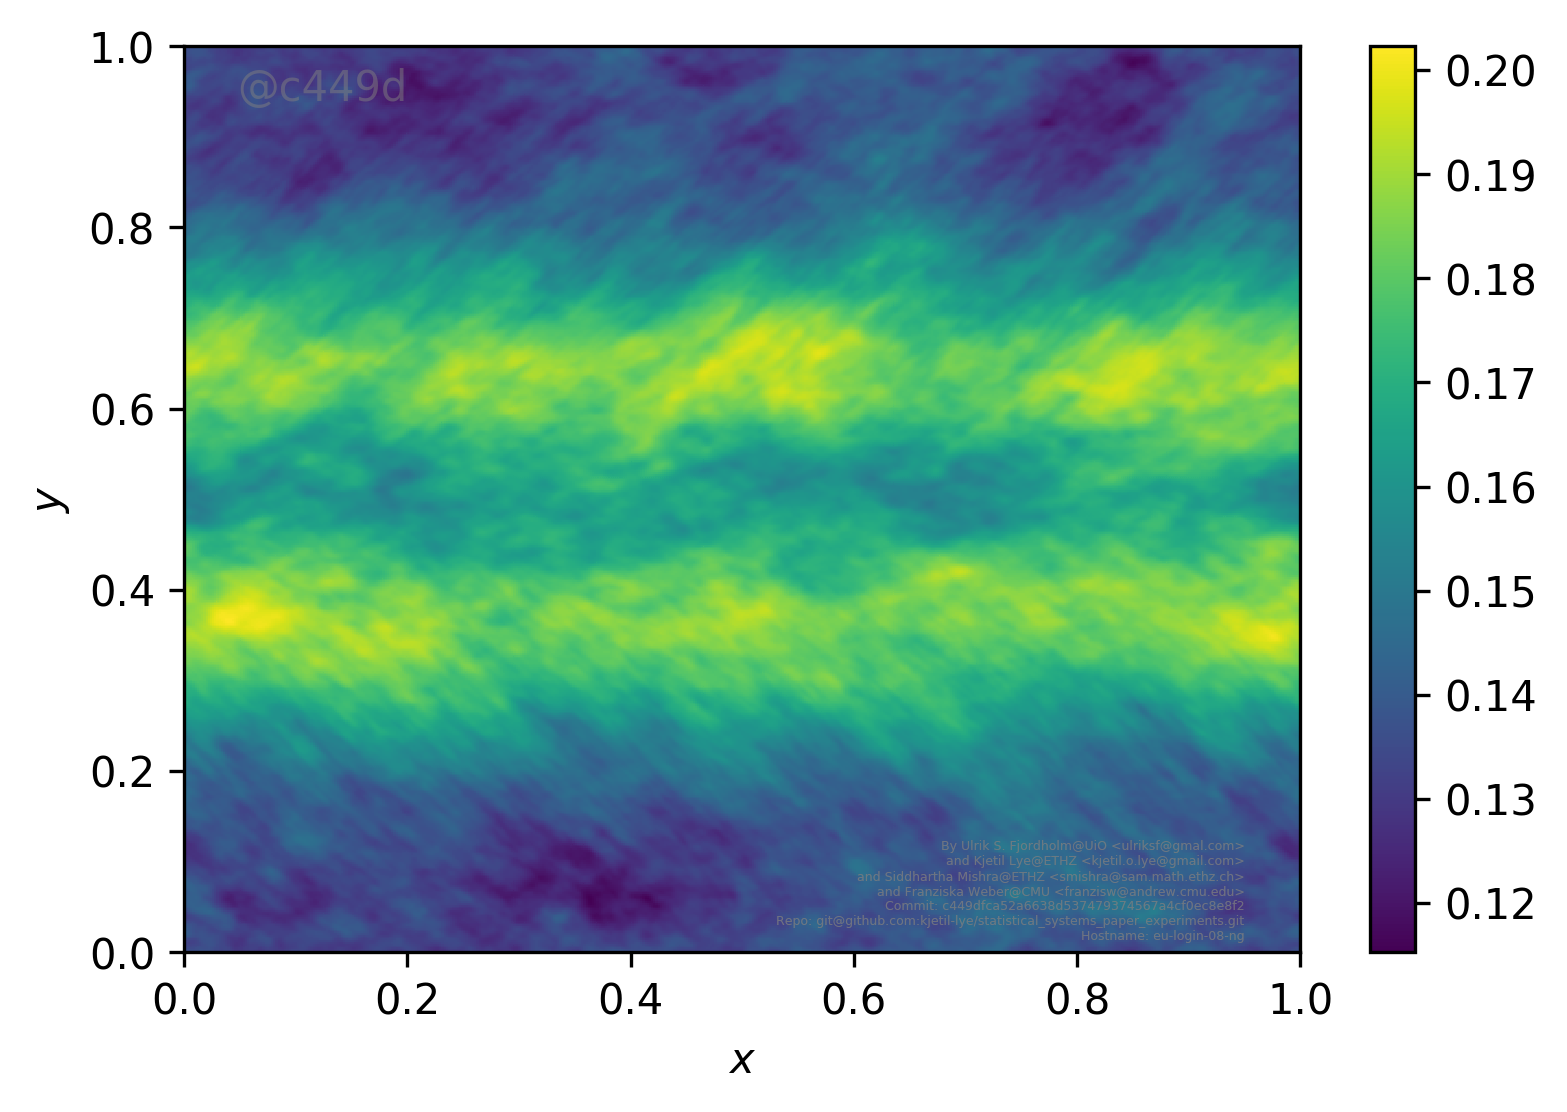 @c449d
1.0
0.8
0.6
0.4
0.2
0.0
y
0.0 0.2 0.4 0.6 0.8 1.0
x
0.20
0.19
0.18
0.17
0.16
0.15
0.14
0.13
0.12
By Ulrik S. Fjordholm@UiO <ulriksf@gmal.com>
and Kjetil Lye@ETHZ <kjetil.o.lye@gmail.com>
and Siddhartha Mishra@ETHZ <smishra@sam.math.ethz.ch>
and Franziska Weber@CMU <franzisw@andrew.cmu.edu>
Commit: c449dfca52a6638d537479374567a4cf0ec8e8f2
Repo: git@github.com:kjetil-lye/statistical_systems_paper_experiments.git
Hostname: eu-login-08-ng